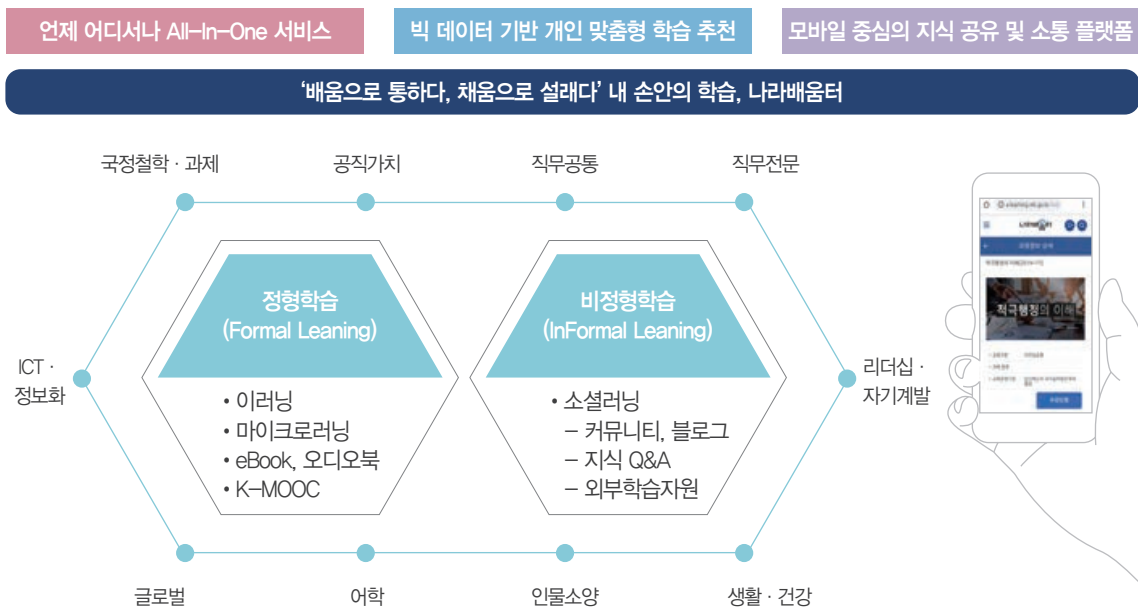 언제 어디서나 All-In-One 서비스
빅 데이터 기반 개인 맞춤형 학습 추천
모바일 중심의 지식 공유 및 소통 플랫폼
‘배움으로 통하다, 채움으로 설래다’ 내 손안의 학습, 나라배움터
국정철학 · 과제
공직가치
직무공통
직무전문
정형학습
(Formal Leaning)
비정형학습
(InFormal Leaning)
ICT ·
정보화
리더십 ·
자기계발
• 이러닝
• 마이크로러닝
• eBook, 오디오북
• K-MOOC
• 소셜러닝
– 커뮤니티, 블로그
– 지식 Q&A
– 외부학습자원
적극행정의 이해
글로벌
어학
인물소양
생활 · 건강